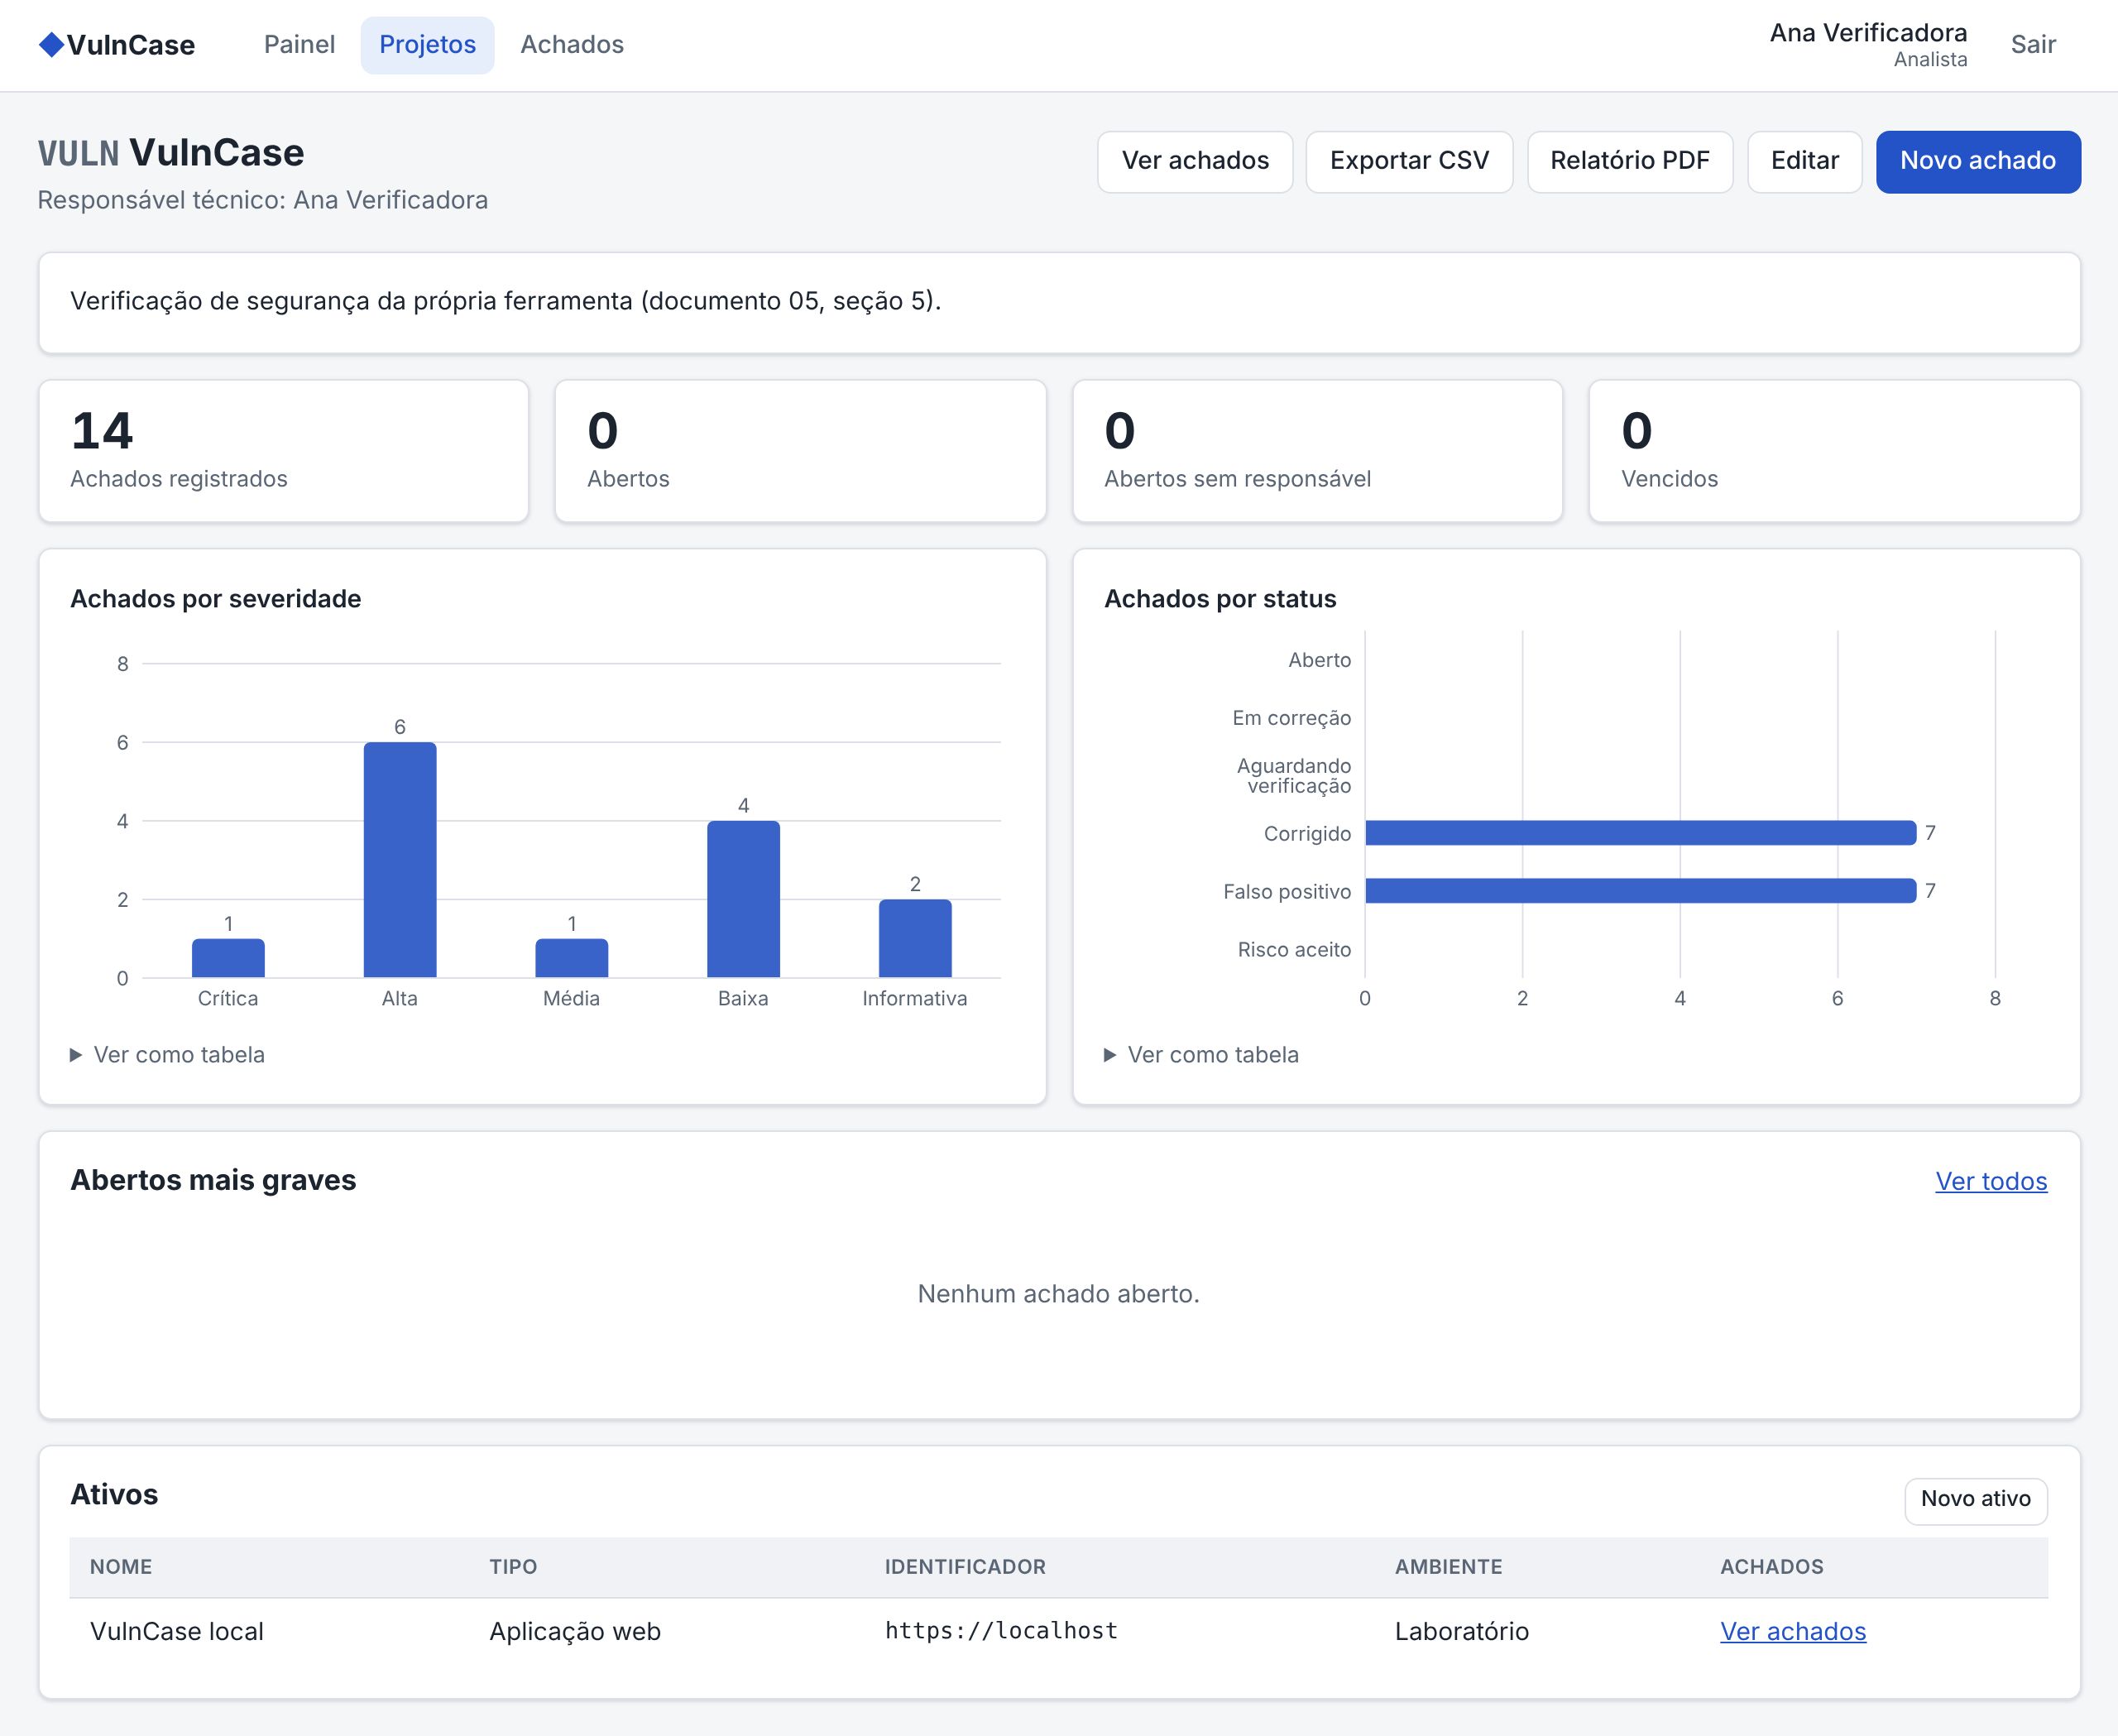 VulnCase
Painel
Projetos
Achados
Ana Verificadora
Analista
Sair
VULN VulnCase
Responsável técnico: Ana Verificadora
Ver achados
Exportar CSV
Relatório PDF
Editar
Novo achado
Verificação de segurança da própria ferramenta (documento 05, seção 5).
14
Achados registrados
0
Abertos
0
Abertos sem responsável
0
Vencidos
Achados por severidade
8
6
4
2
0
1
6
1
4
2
Crítica
Alta
Média
Baixa
Informativa
Ver como tabela
Achados por status
Aberto
Em correção
Aguardando
verificação
Corrigido
7
Falso positivo
7
Risco aceito
0
2
4
6
8
Ver como tabela
Abertos mais graves
Ver todos
Nenhum achado aberto.
Ativos
Novo ativo
NOME TIPO IDENTIFICADOR AMBIENTE ACHADOS
VulnCase local Aplicação web https://localhost Laboratório Ver achados